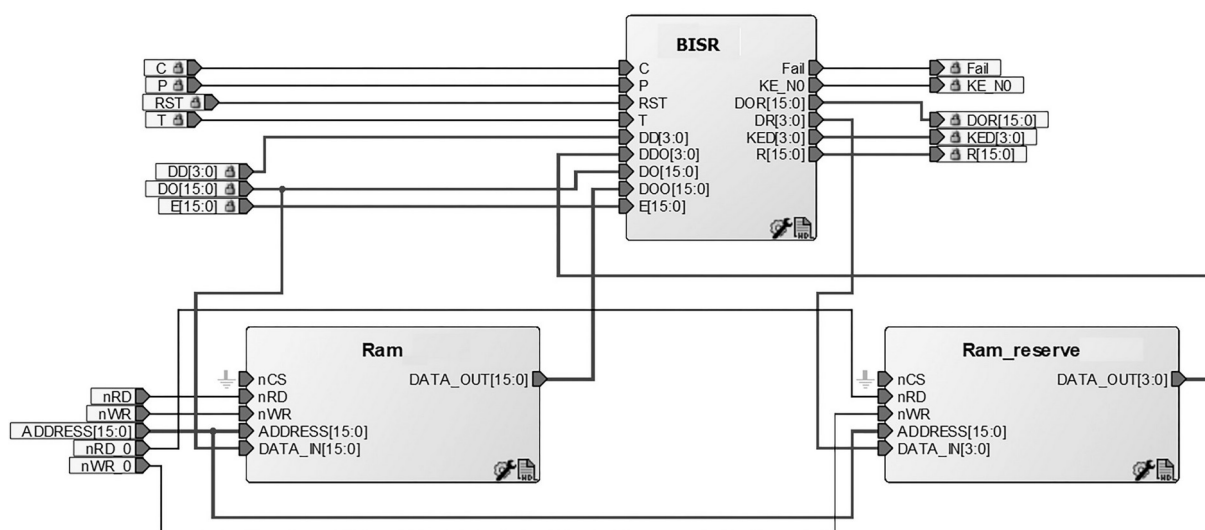 BISR
C
P
RST
T
DD[3:0]
DO[15:0]
E[15:0]
C
P
RST
T
DD[3:0]
DDO[3:0]
DO[15:0]
DOO[15:0]
E[15:0]
Fail
KE_N0
DOR[15:0]
DR[3:0]
KED[3:0]
R[15:0]
Fail
KE_N0
DOR[15:0]
KED[3:0]
R[15:0]
nRD
nWR
ADDRESS[15:0]
nRD_0
nWR_0
Ram
nCS
nRD
nWR
ADDRESS[15:0]
DATA_IN[15:0]
DATA_OUT[15:0]
Ram_reserve
nCS
nRD
nWR
ADDRESS[15:0]
DATA_IN[3:0]
DATA_OUT[3:0]